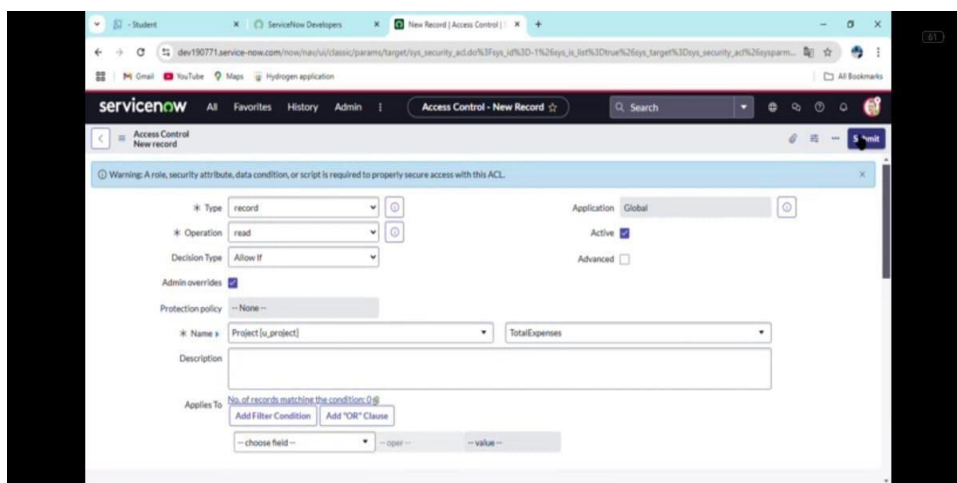 - Student
ServiceNow Developers
New Record | Access Control |
61
dev190771.service-now.com/now/nav/ui/classic/params/target/sys_security_acl.do%3Fsys_id%3D-1%26sys_is_list%3Dtrue%26sys_target%3Dsys_security_acl%26sysparm...
Gmail YouTube Maps Hydrogen application All Bookmarks
servicenow All Favorites History Admin Access Control - New Record Search
Access Control
New record
Submit
Warning: A role, security attribute, data condition, or script is required to properly secure access with this ACL.
* Type record Application Global
* Operation read Active
Decision Type Allow If Advanced
Admin overrides
Protection policy -- None --
* Name Project [u_project] TotalExpenses
Description
Applies To No. of records matching the condition: 0
Add Filter Condition Add "OR" Clause
-- choose field -- -- oper -- -- value --